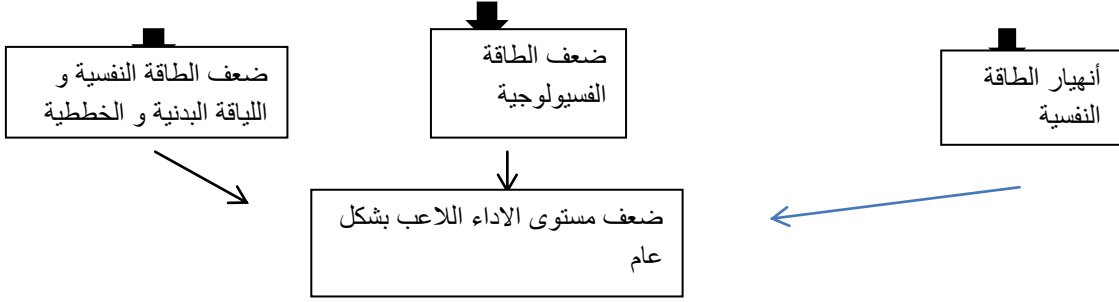 أنهيار الطاقة
النفسية
ضعف الطاقة
الفسيولوجية
ضعف الطاقة النفسية و
اللياقة البدنية و الخططية
ضعف مستوى الاداء اللاعب بشكل
عام